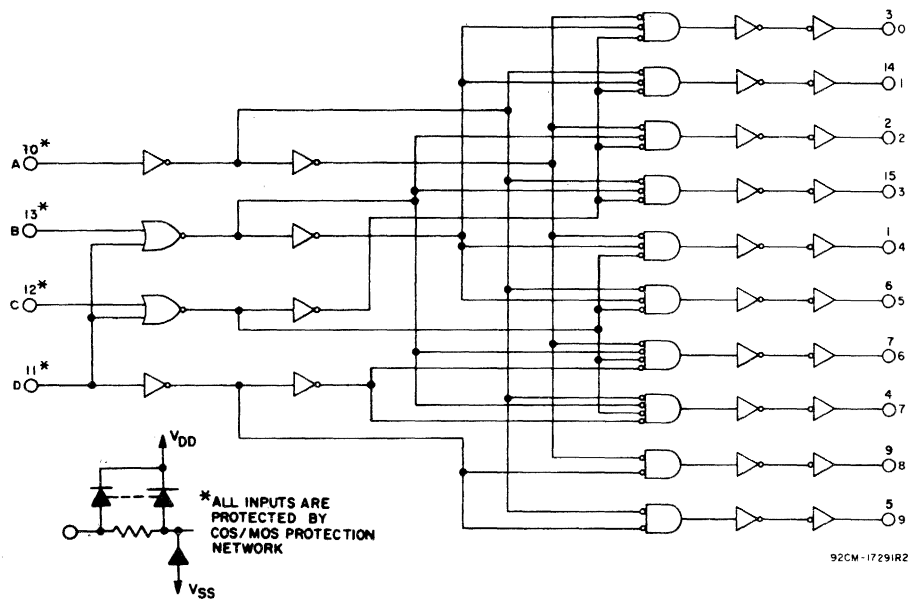 3
0
14
1
2
2
10*
A
15
3
13*
B
1
4
12*
C
6
5
7
6
11*
D
4
7
VDD
9
8
*ALL INPUTS ARE
PROTECTED BY
COS/MOS PROTECTION
NETWORK
5
9
92CM-17291R2
VSS